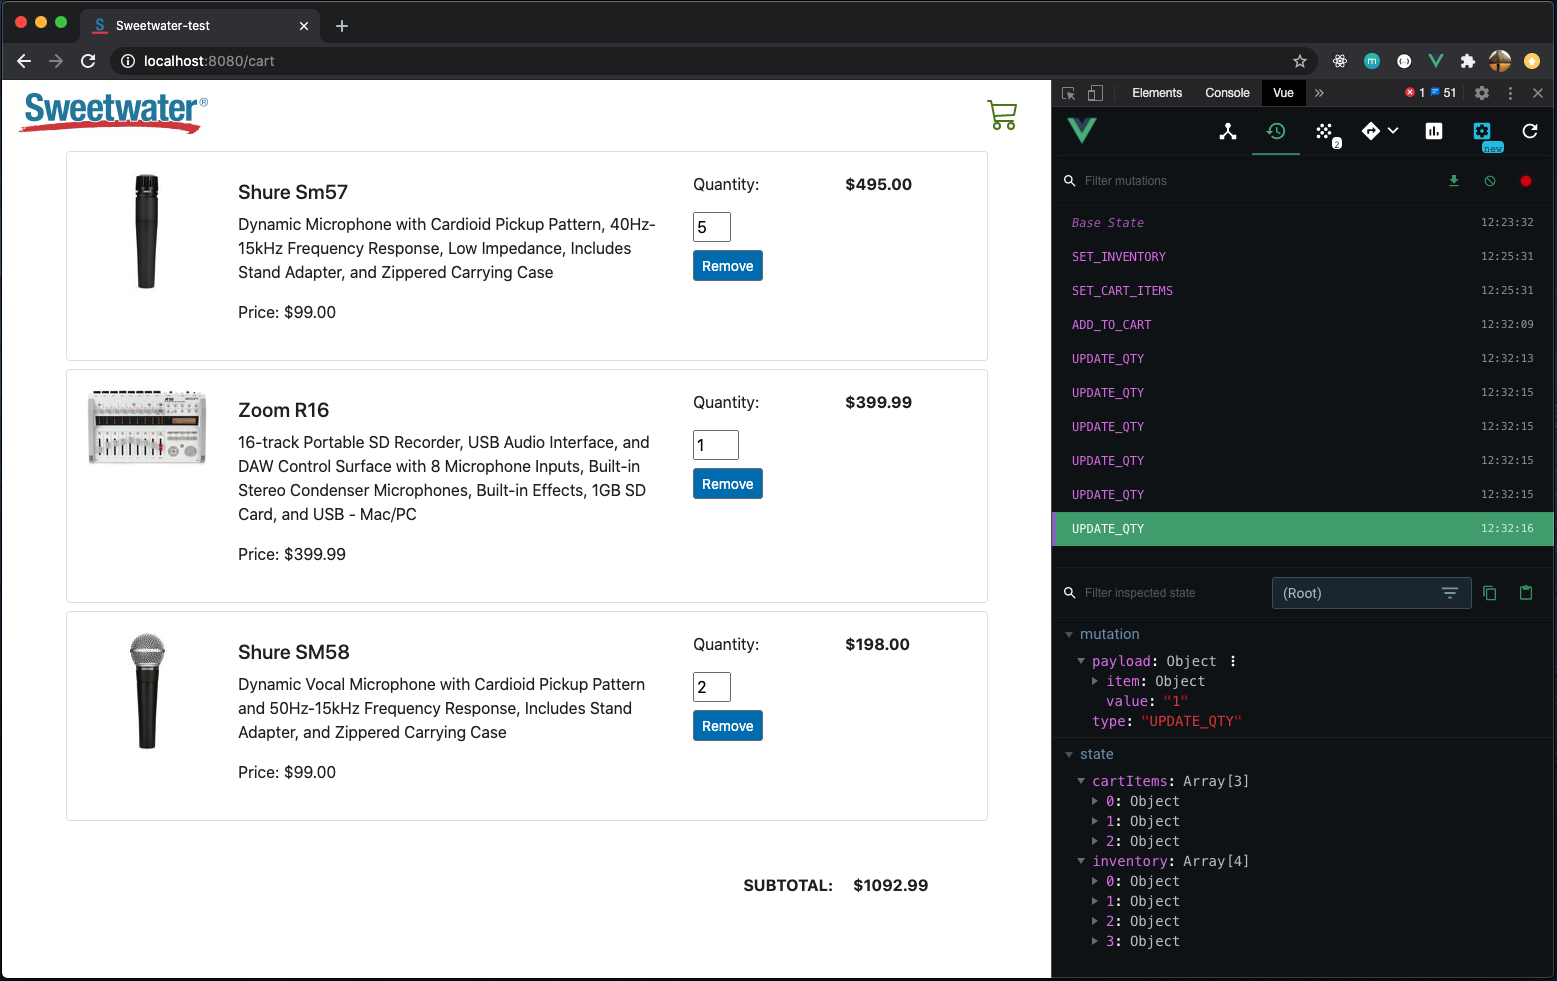 Sweetwater-test
localhost:8080/cart
Elements Console Vue 1 51
Sweetwater®
2
new
Filter mutations
Base State 12:23:32
SET_INVENTORY 12:25:31
SET_CART_ITEMS 12:25:31
ADD_TO_CART 12:32:09
UPDATE_QTY 12:32:13
UPDATE_QTY 12:32:15
UPDATE_QTY 12:32:15
UPDATE_QTY 12:32:15
UPDATE_QTY 12:32:15
UPDATE_QTY 12:32:16
Shure Sm57
Dynamic Microphone with Cardioid Pickup Pattern, 40Hz-
15kHz Frequency Response, Low Impedance, Includes
Stand Adapter, and Zippered Carrying Case
Price: $99.00
Quantity:
5
Remove
$495.00
Zoom R16
16-track Portable SD Recorder, USB Audio Interface, and
DAW Control Surface with 8 Microphone Inputs, Built-in
Stereo Condenser Microphones, Built-in Effects, 1GB SD
Card, and USB - Mac/PC
Price: $399.99
Quantity:
1
Remove
$399.99
Shure SM58
Dynamic Vocal Microphone with Cardioid Pickup Pattern
and 50Hz-15kHz Frequency Response, Includes Stand
Adapter, and Zippered Carrying Case
Price: $99.00
Quantity:
2
Remove
$198.00
SUBTOTAL: $1092.99
Filter inspected state
(Root)
mutation
payload: Object
item: Object
value: "1"
type: "UPDATE_QTY"
state
cartItems: Array[3]
0: Object
1: Object
2: Object
inventory: Array[4]
0: Object
1: Object
2: Object
3: Object